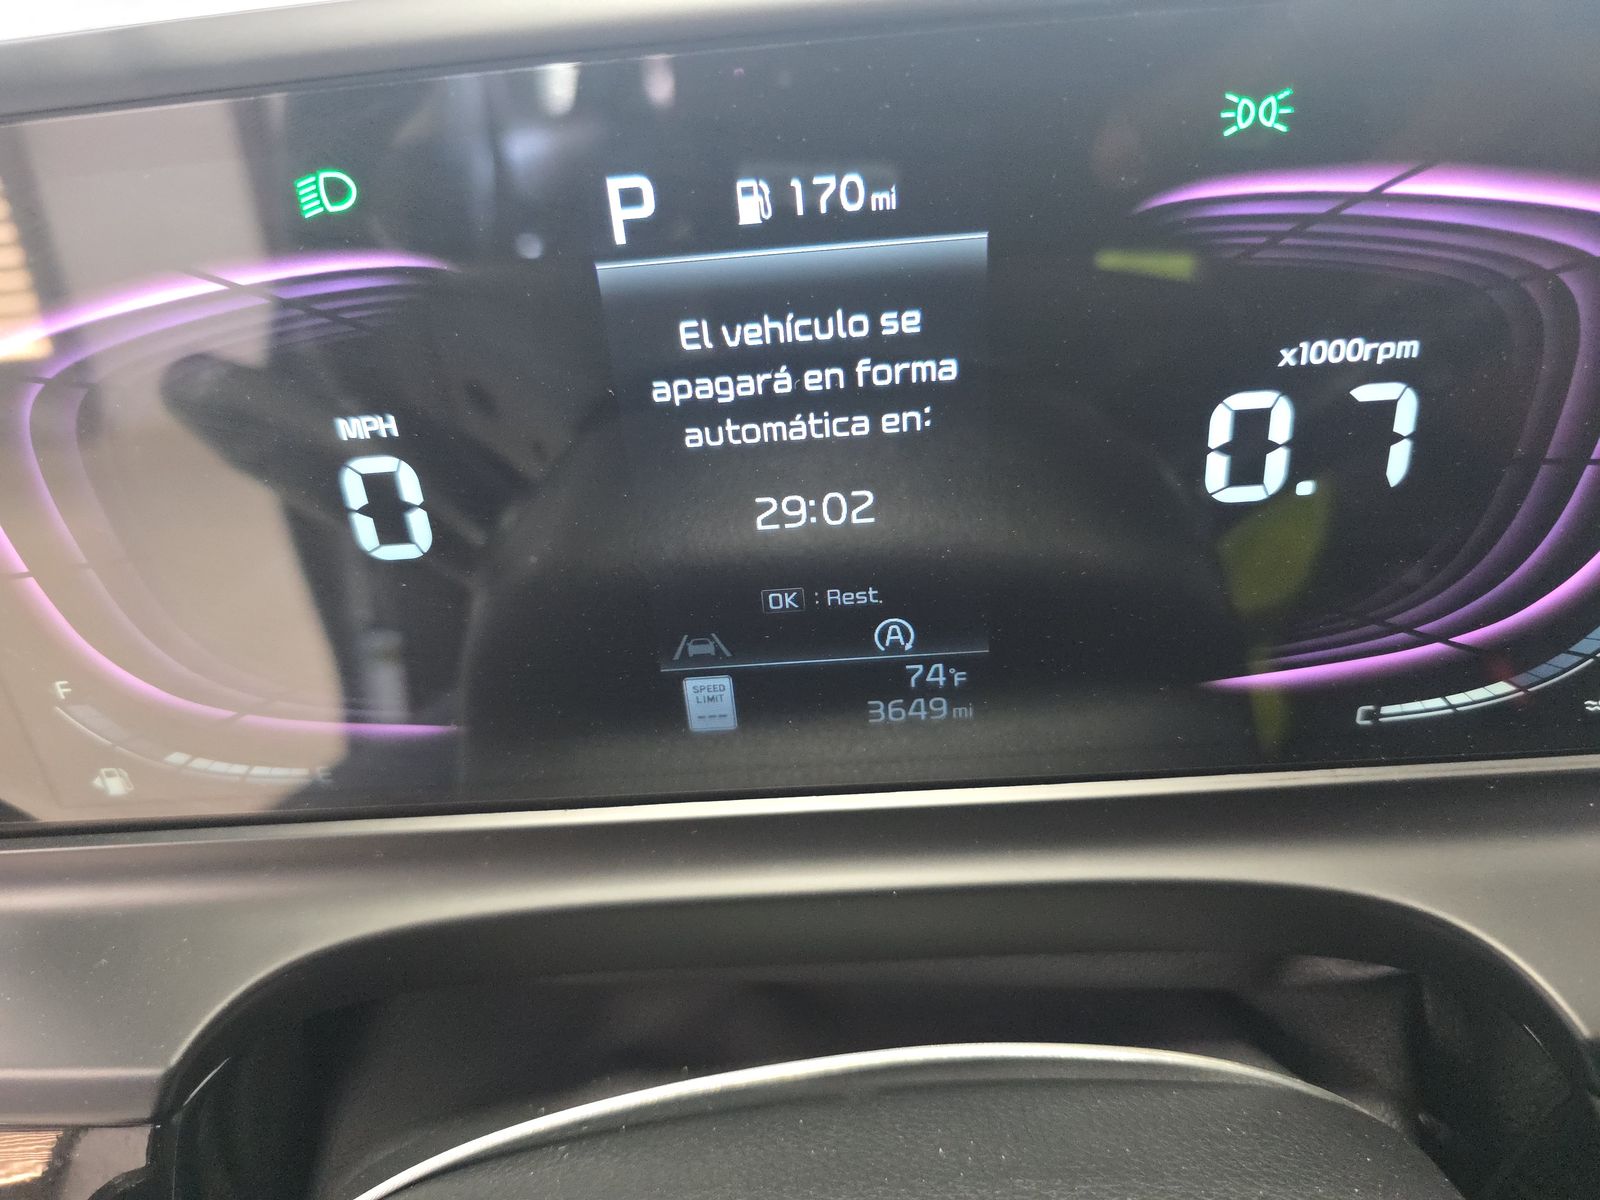 P 170 mi
El vehículo se
apagará en forma
automática en:
29:02
OK : Rest.
A
MPH
0
x1000rpm
0.7
SPEED
LIMIT
---
74°F
3649 mi
F
E
C